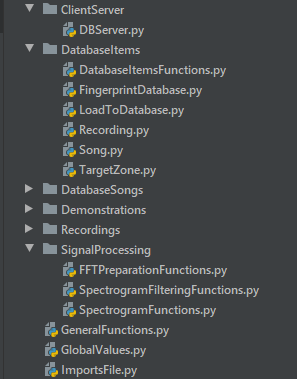 ClientServer
DBServer.py
DatabaseItems
DatabaseItemsFunctions.py
FingerprintDatabase.py
LoadToDatabase.py
Recording.py
Song.py
TargetZone.py
DatabaseSongs
Demonstrations
Recordings
SignalProcessing
FFTPreparationFunctions.py
SpectrogramFilteringFunctions.py
SpectrogramFunctions.py
GeneralFunctions.py
GlobalValues.py
ImportsFile.py